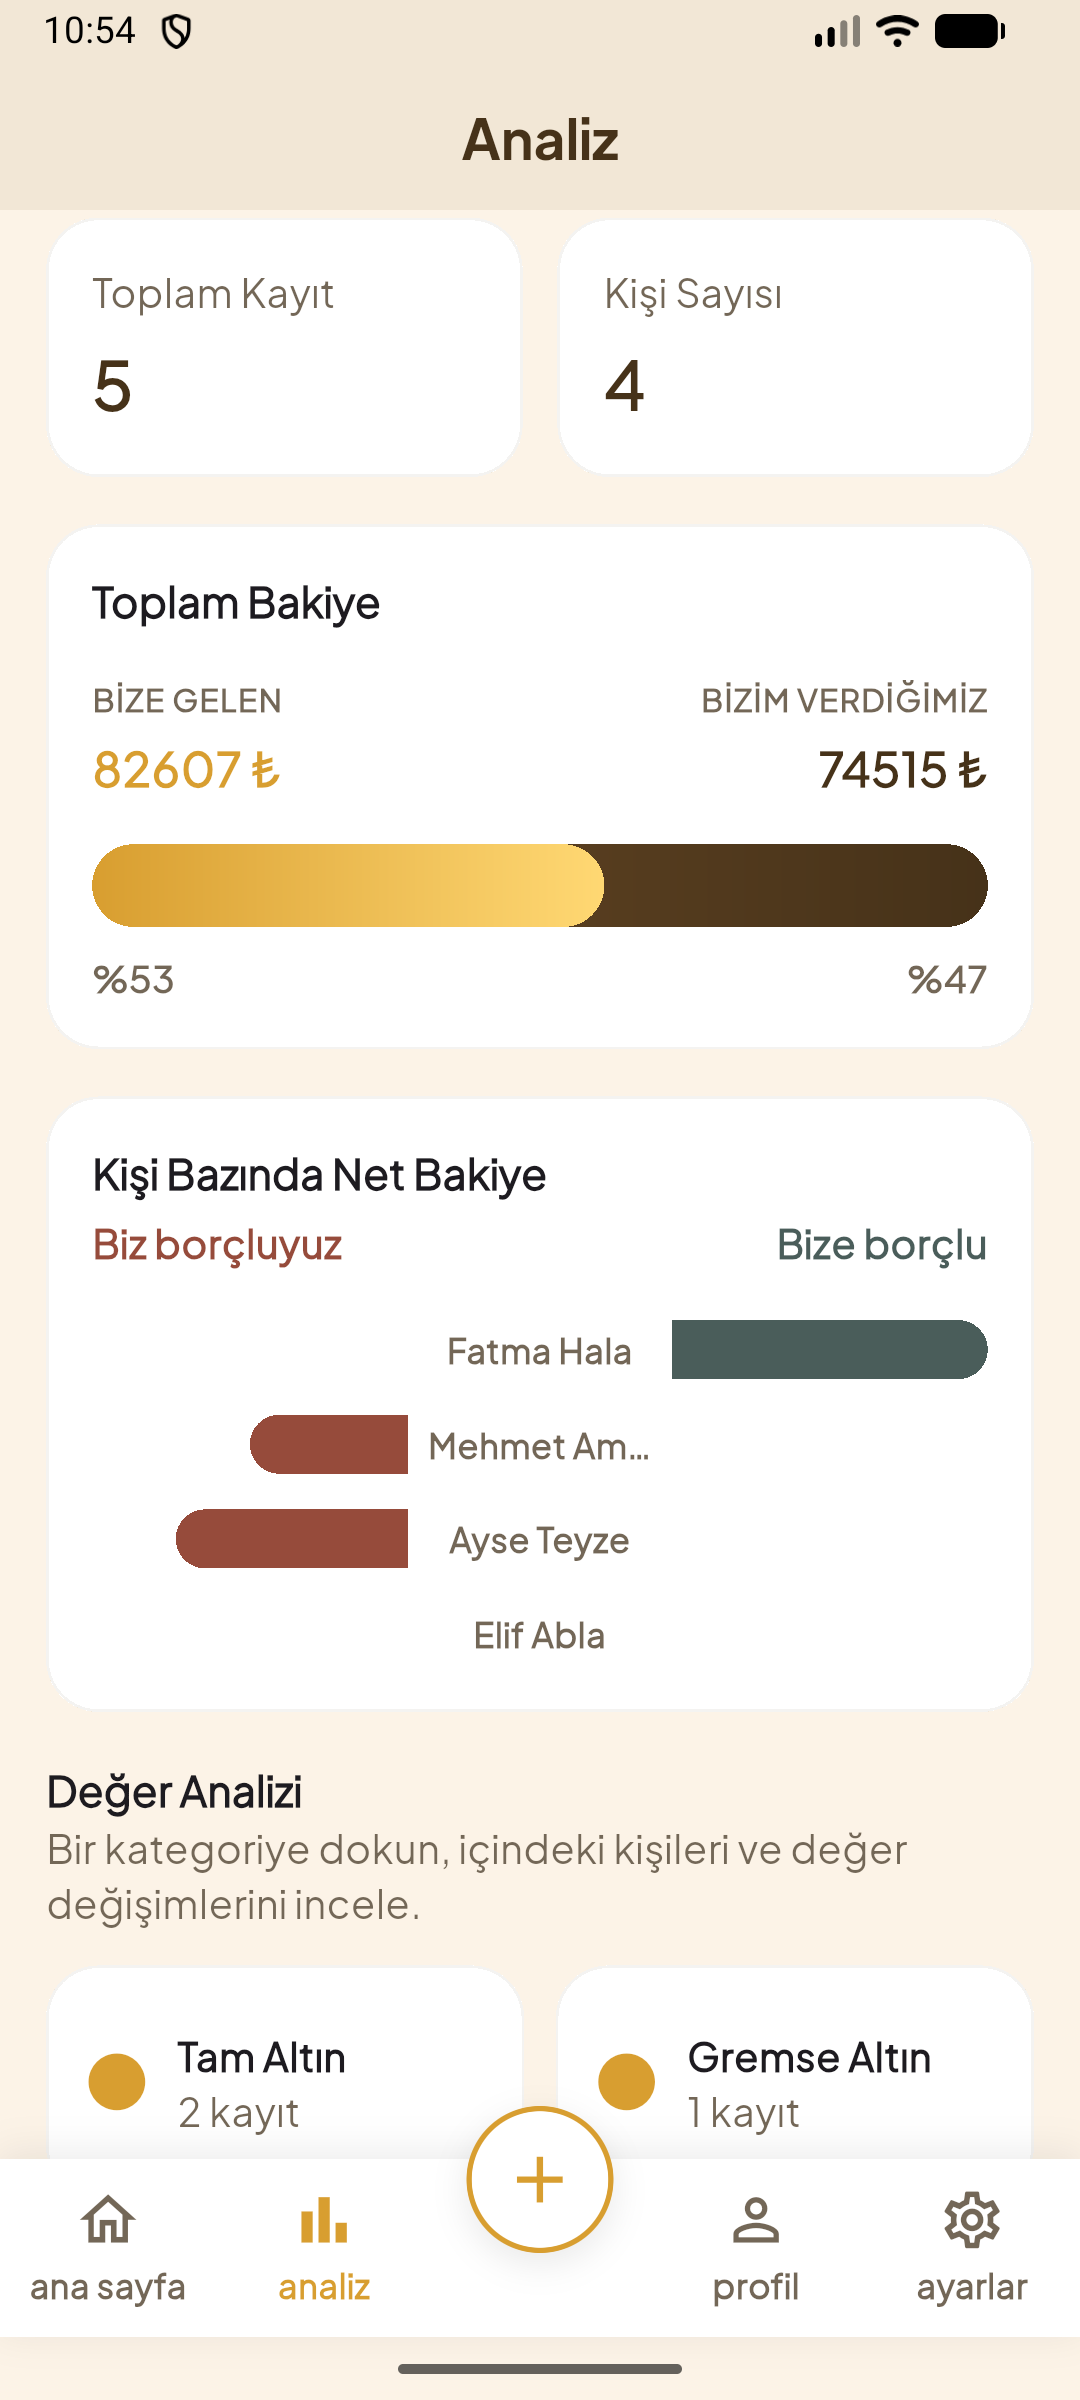 10:54
Analiz
Toplam Kayıt
5
Kişi Sayısı
4
Toplam Bakiye
BİZE GELEN
BİZİM VERDİĞİMİZ
82607 ₺
74515 ₺
%53
%47
Kişi Bazında Net Bakiye
Biz borçluyuz
Bize borçlu
Fatma Hala
Mehmet Am...
Ayse Teyze
Elif Abla
Değer Analizi
Bir kategoriye dokun, içindeki kişileri ve değer
değişimlerini incele.
Tam Altın
2 kayıt
Gremse Altın
1 kayıt
ana sayfa
analiz
profil
ayarlar